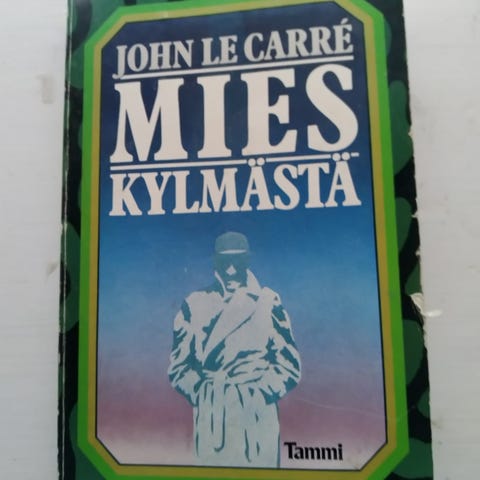 JOHN LE CARRÉ
MIES
KYLMÄSTÄ
Tammi